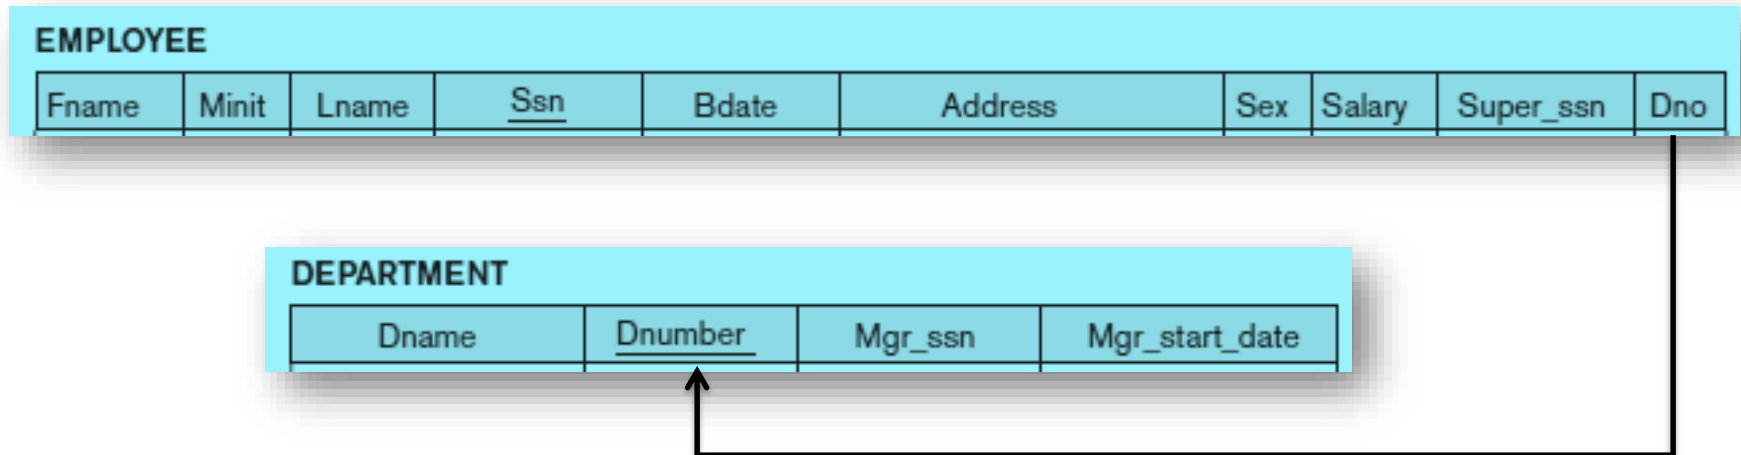 EMPLOYEE
Fname Minit Lname Ssn Bdate Address Sex Salary Super_ssn Dno
DEPARTMENT
Dname Dnumber Mgr_ssn Mgr_start_date